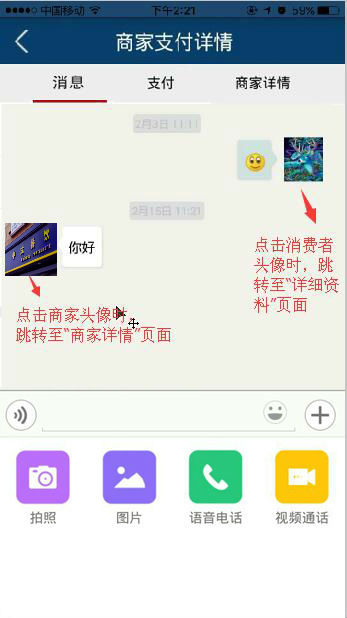 中国移动 下午2:21 59%
商家支付详情
消息 支付 商家详情
2月3日 11:11
2月15日 11:21
你好
点击消费者
头像时，跳
转至“详细资
料”页面
点击商家头像时，
跳转至“商家详情”页面
拍照 图片 语音电话 视频通话